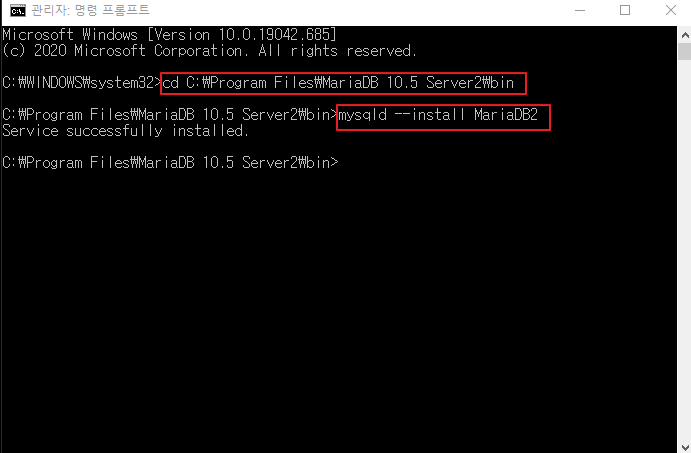 관리자: 명령 프롬프트
Microsoft Windows [Version 10.0.19042.685]
(c) 2020 Microsoft Corporation. All rights reserved.
C:₩WINDOWS₩system32>cd C:₩Program Files₩MariaDB 10.5 Server2₩bin
C:₩Program Files₩MariaDB 10.5 Server2₩bin>mysqld --install MariaDB2
Service successfully installed.
C:₩Program Files₩MariaDB 10.5 Server2₩bin>